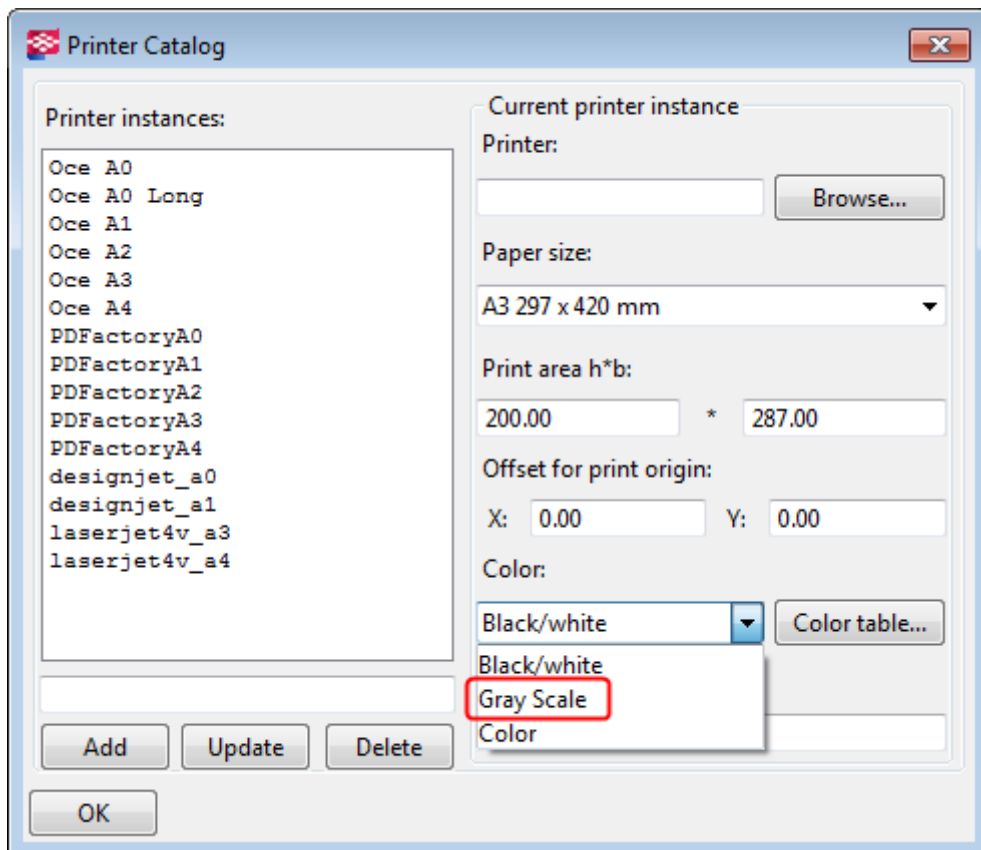 Printer Catalog
Printer instances:
Oce A0
Oce A0 Long
Oce A1
Oce A2
Oce A3
Oce A4
PDFactoryA0
PDFactoryA1
PDFactoryA2
PDFactoryA3
PDFactoryA4
designjet_a0
designjet_a1
laserjet4v_a3
laserjet4v_a4
Add Update Delete
OK
Current printer instance
Printer:
Browse...
Paper size:
A3 297 x 420 mm
Print area h*b:
200.00 * 287.00
Offset for print origin:
X: 0.00 Y: 0.00
Color:
Black/white Color table...
Black/white
Gray Scale
Color